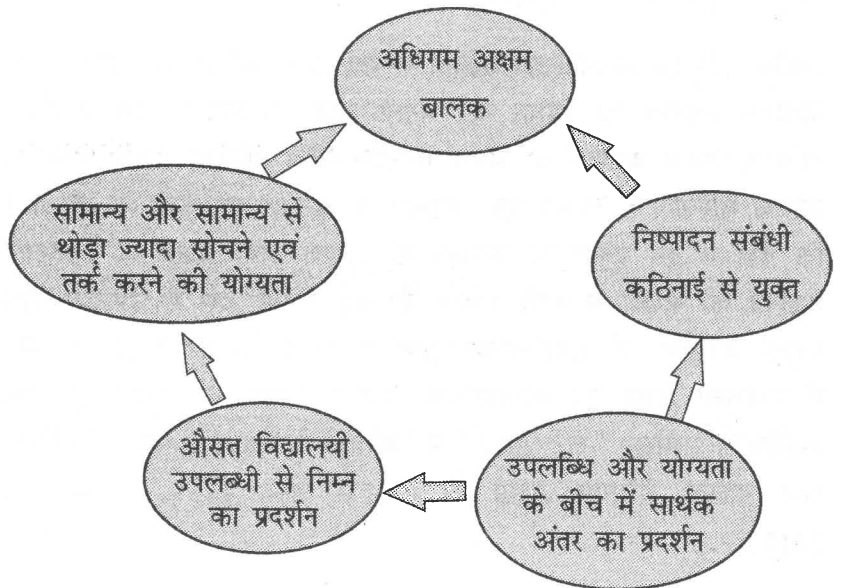 अधिगम अक्षम
बालक
सामान्य और सामान्य से
थोड़ा ज्यादा सोचने एवं
तर्क करने की योग्यता
निष्पादन संबंधी
कठिनाई से युक्त
औसत विद्यालयी
उपलब्धी से निम्न
का प्रदर्शन
उपलब्धि और योग्यता
के बीच में सार्थक
अंतर का प्रदर्शन